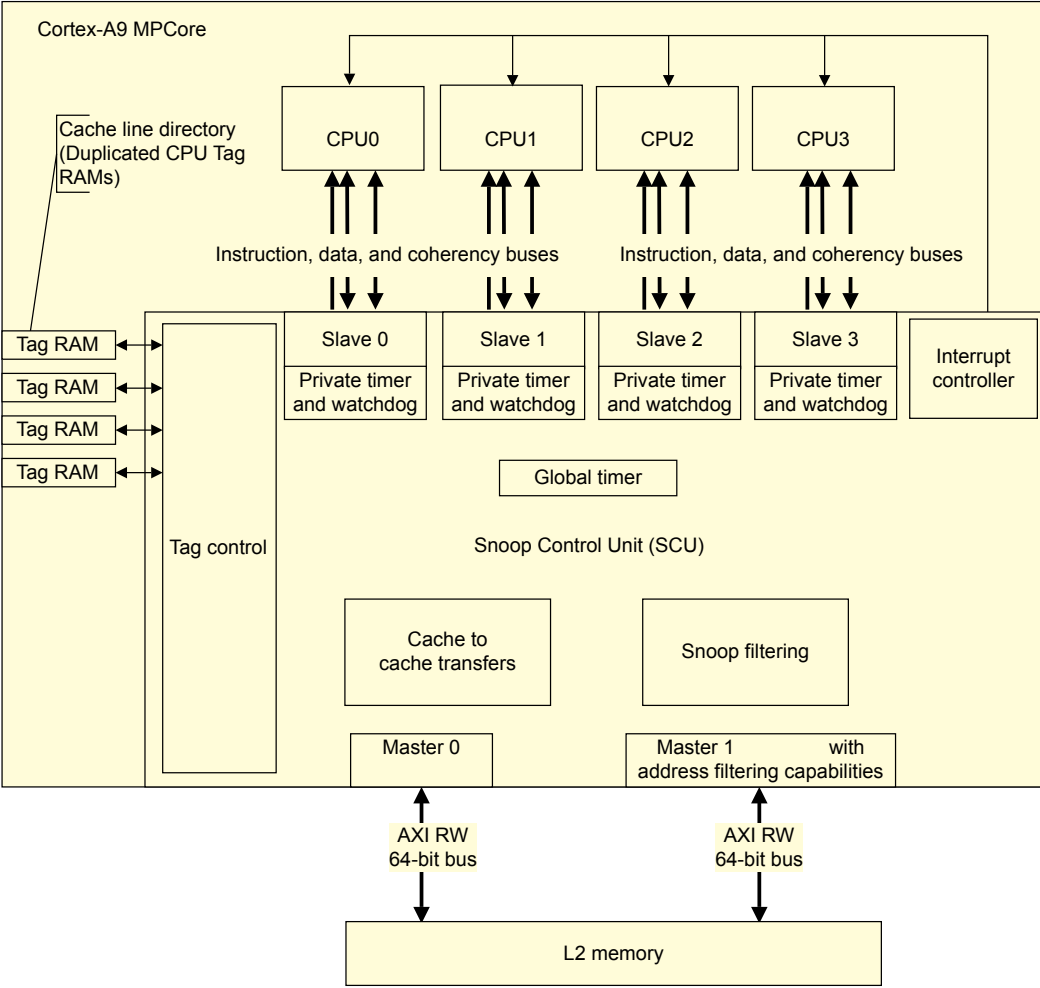 Cortex-A9 MPCore
Cache line directory
(Duplicated CPU Tag
RAMs)
CPU0
CPU1
CPU2
CPU3
Instruction, data, and coherency buses
Instruction, data, and coherency buses
Tag RAM
Tag RAM
Tag RAM
Tag RAM
Tag control
Slave 0
Private timer
and watchdog
Slave 1
Private timer
and watchdog
Slave 2
Private timer
and watchdog
Slave 3
Private timer
and watchdog
Interrupt
controller
Global timer
Snoop Control Unit (SCU)
Cache to
cache transfers
Snoop filtering
Master 0
Master 1 with
address filtering capabilities
AXI RW
64-bit bus
AXI RW
64-bit bus
L2 memory